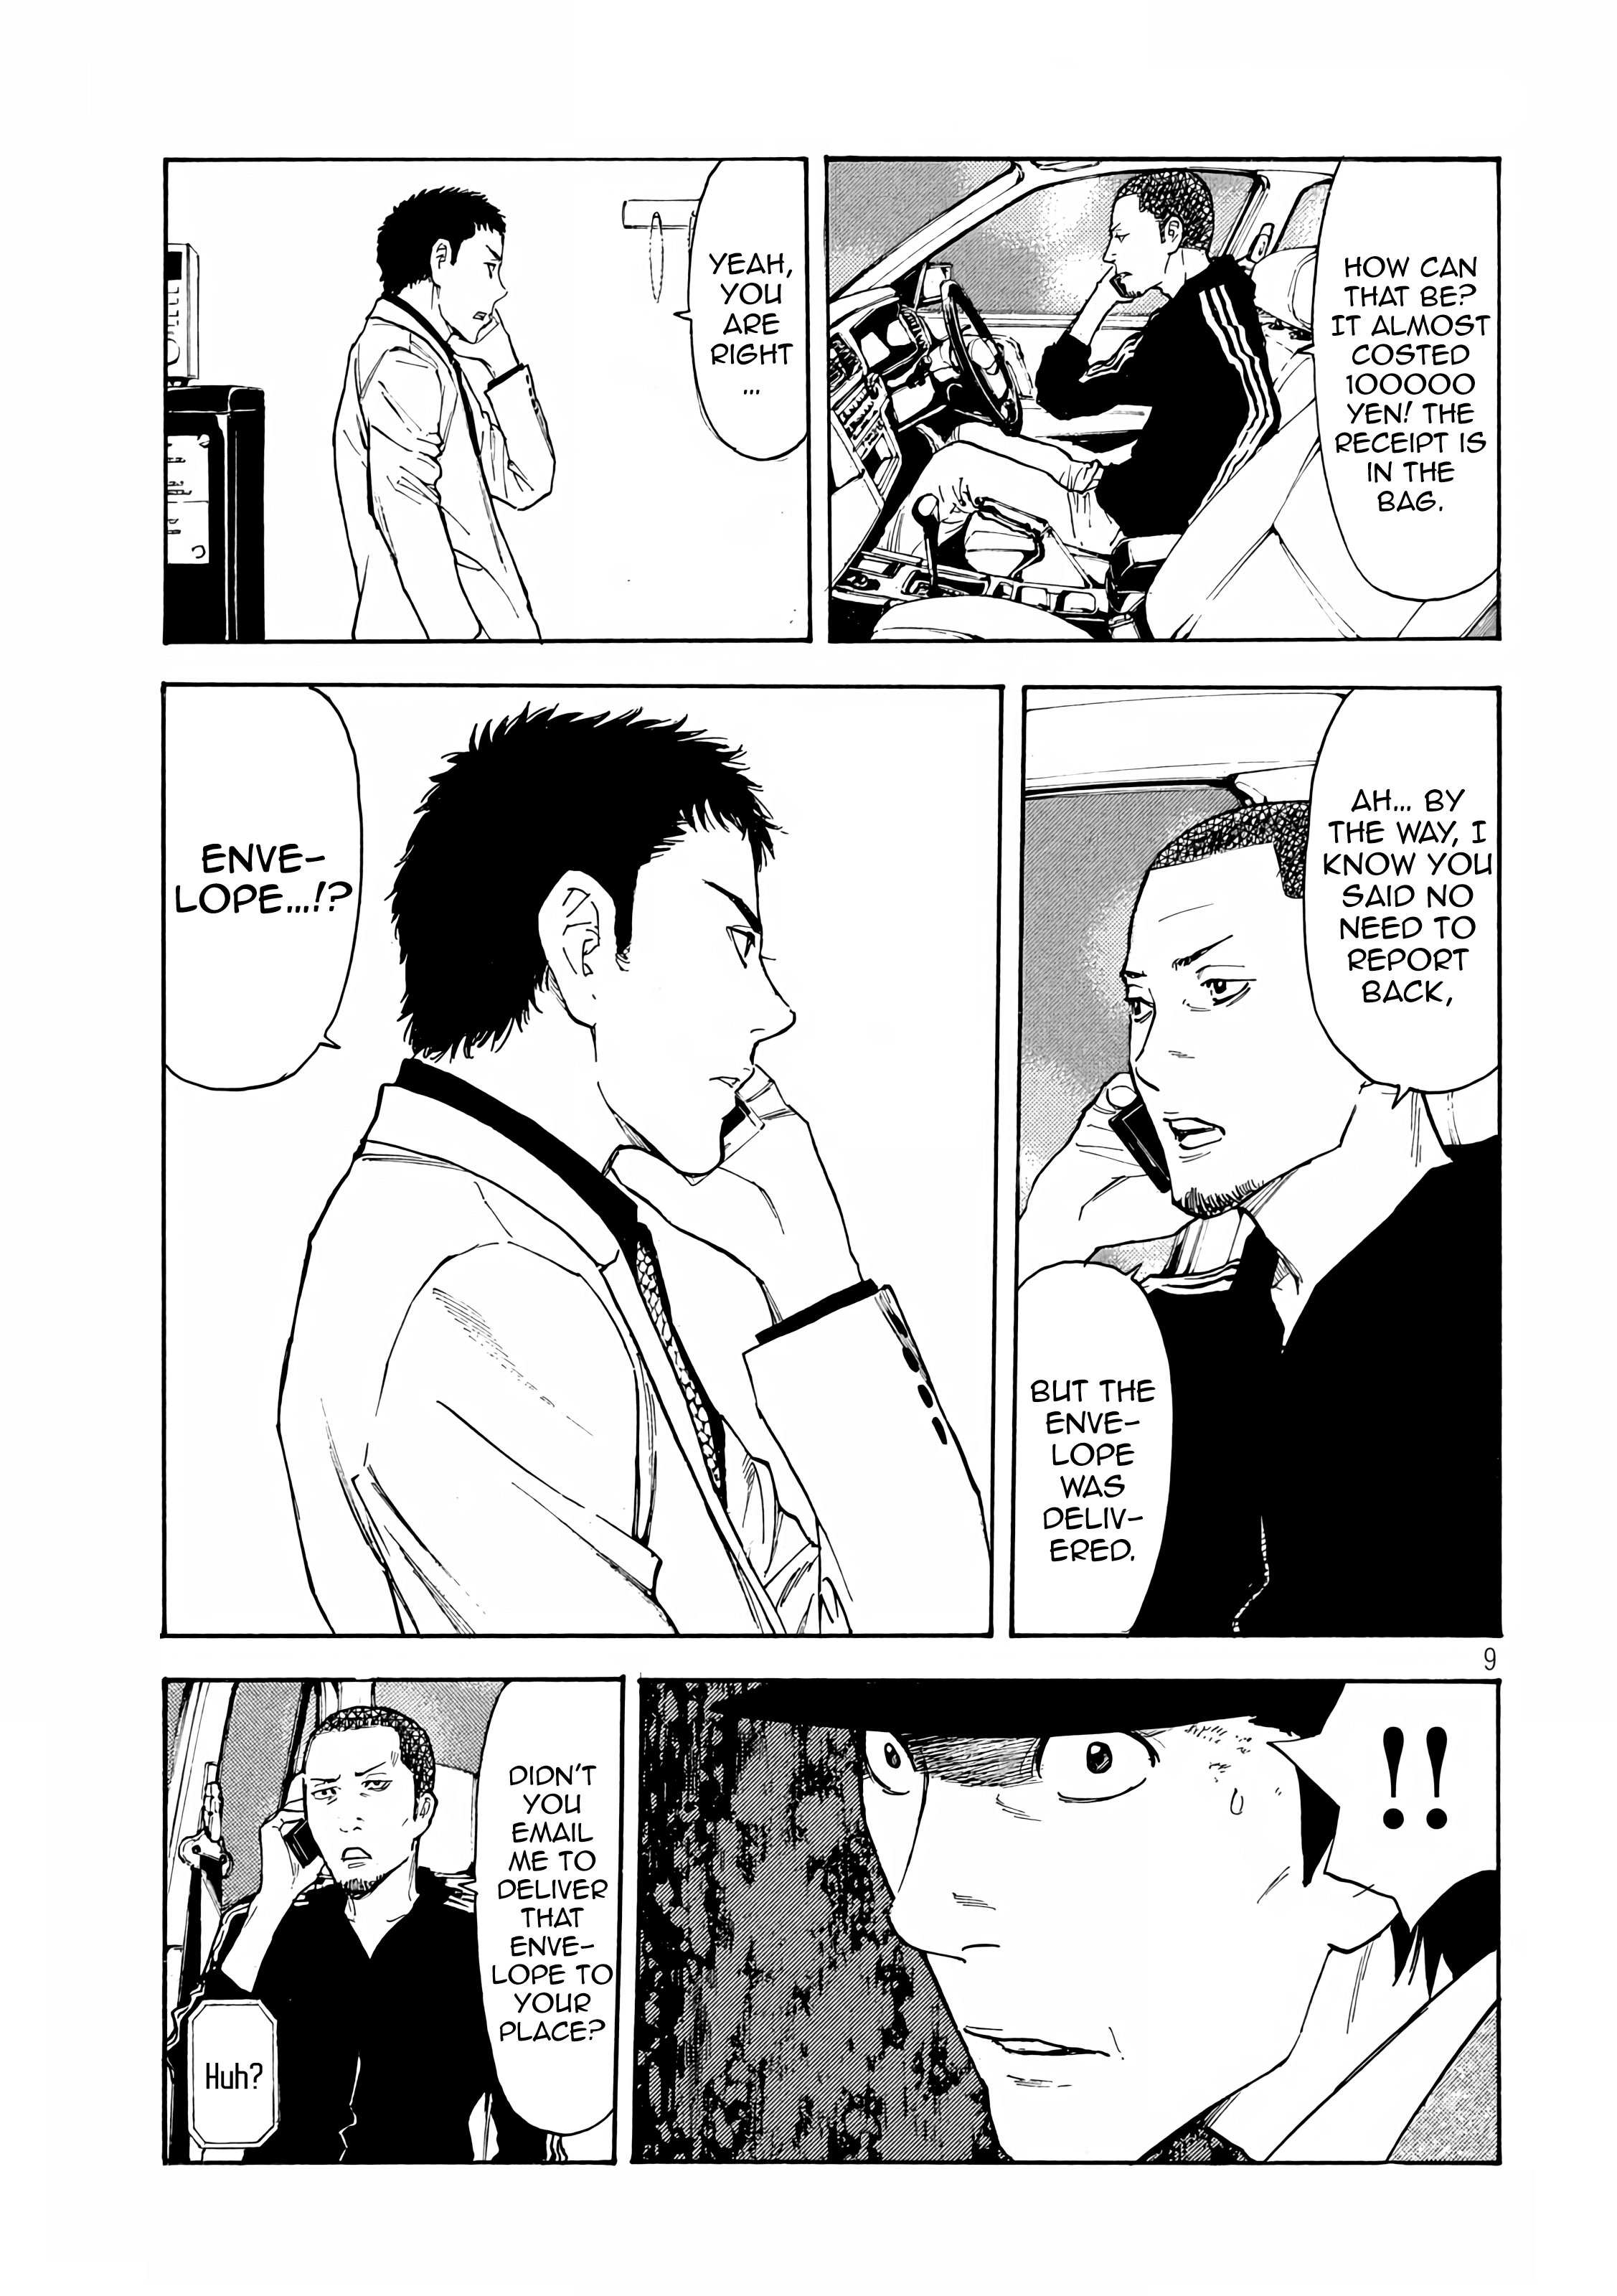 HOW CAN
THAT BE?
IT ALMOST
COSTED
100000
YEN! THE
RECEIPT IS
IN THE
BAG.
YEAH,
YOU
ARE
RIGHT
...
AH... BY
THE WAY, I
KNOW YOU
SAID NO
NEED TO
REPORT
BACK,
BUT THE
ENVE-
LOPE
WAS
DELIV-
ERED.
ENVE-
LOPE...!?
9
!!
DIDN'T
YOU
EMAIL
ME TO
DELIVER
THAT
ENVE-
LOPE TO
YOUR
PLACE?
Huh?